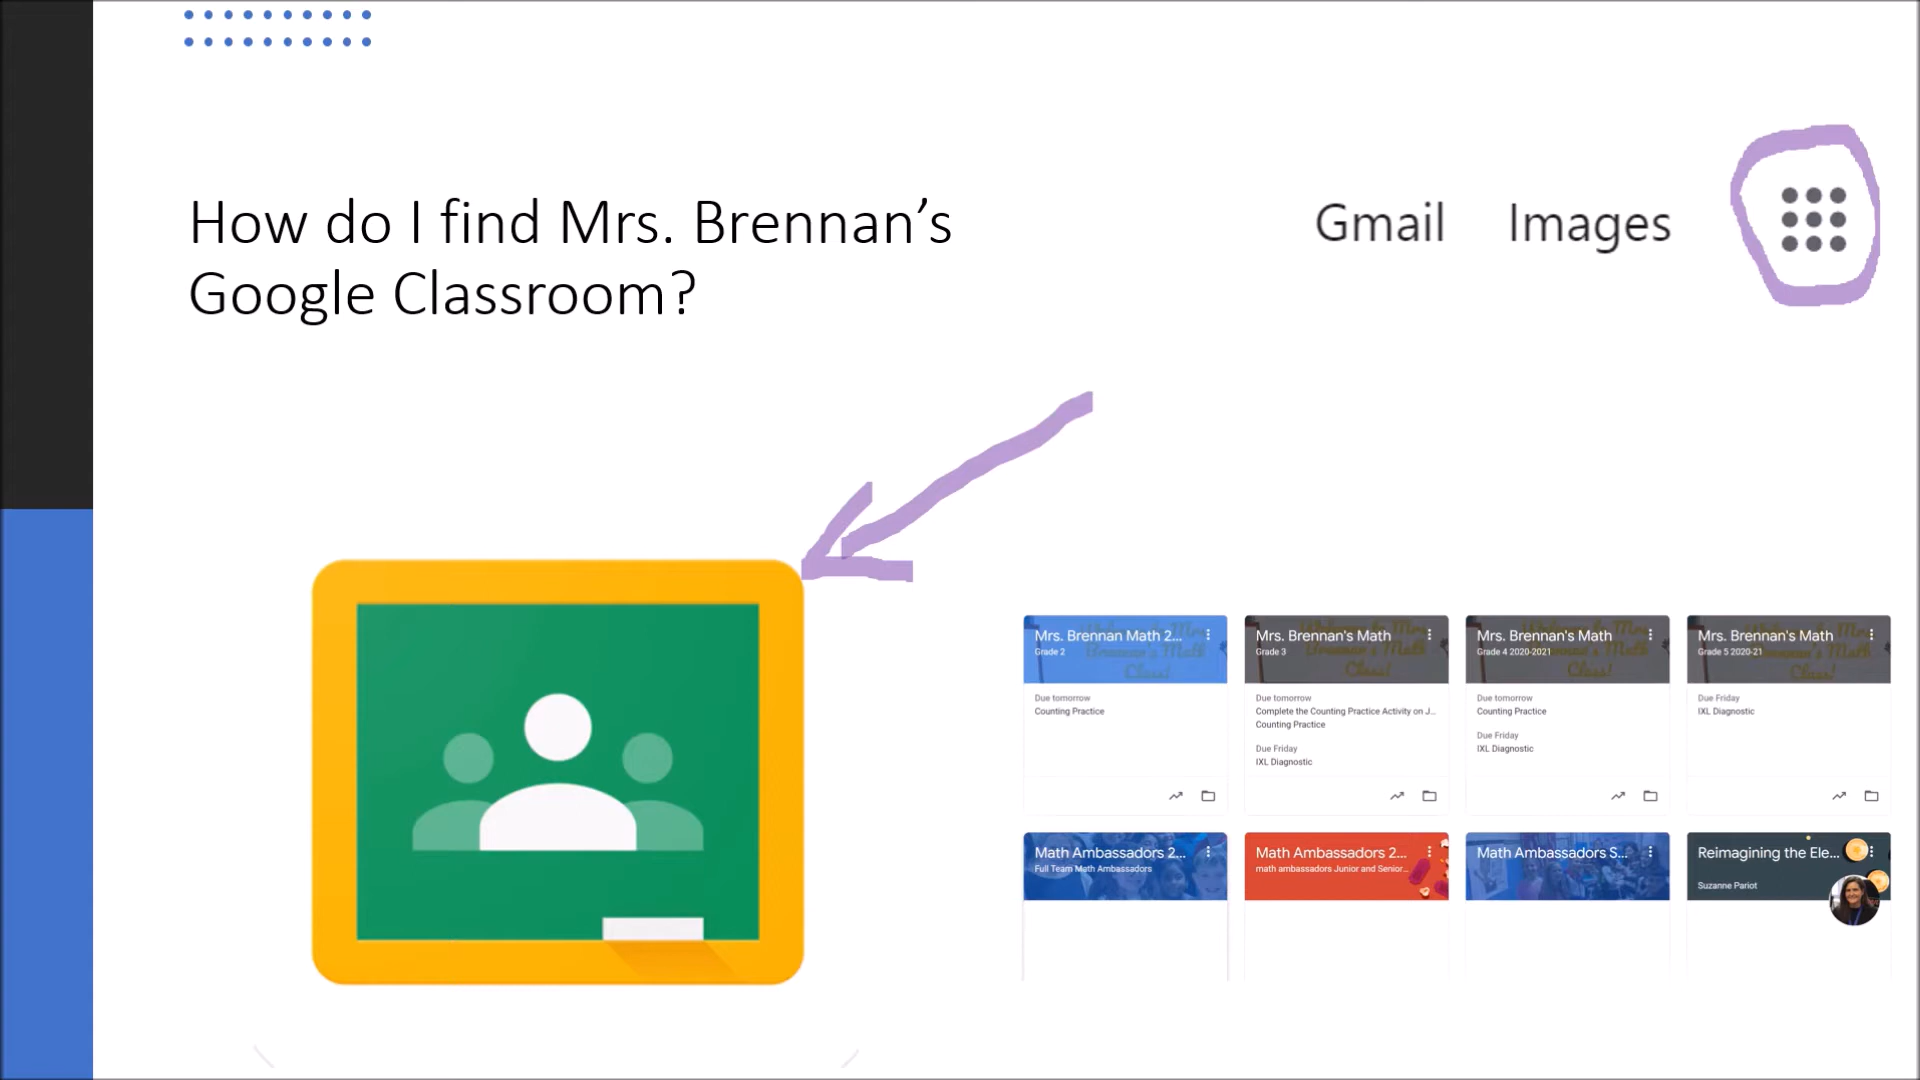 How do I find Mrs. Brennan’s
Google Classroom?
Gmail Images
Mrs. Brennan Math 2...
Grade 2
Due tomorrow
Counting Practice
Mrs. Brennan's Math
Grade 3
Due tomorrow
Complete the Counting Practice Activity on J...
Counting Practice
Due Friday
IXL Diagnostic
Mrs. Brennan's Math
Grade 4 2020-2021
Due tomorrow
Counting Practice
Due Friday
IXL Diagnostic
Mrs. Brennan's Math
Grade 5 2020-21
Due Friday
IXL Diagnostic
Math Ambassadors 2...
Full Team Math Ambassadors
Math Ambassadors 2...
math ambassadors Junior and Senior...
Math Ambassadors S...
Reimagining the Ele...
Suzanne Pariot